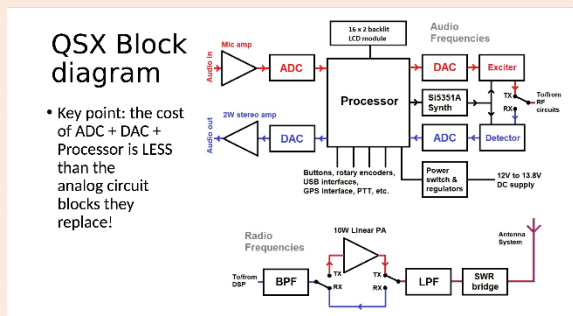 QSX Block
diagram
• Key point: the cost
of ADC + DAC +
Processor is LESS
than the
analog circuit
blocks they
replace!
16 x 2 backlit
LCD module
Audio
Frequencies
Mic amp
Audio in
ADC
Processor
DAC
Exciter
TX
RX
To/from
RF
circuits
Si5351A
Synth
2W stereo amp
Audio out
DAC
ADC
Detector
Buttons, rotary encoders,
USB interfaces,
GPS interface, PTT, etc.
Power
switch &
regulators
12V to 13.8V
DC supply
Radio
Frequencies
10W Linear PA
Antenna
System
To/from
DSP
BPF
TX
RX
TX
RX
LPF
SWR
bridge